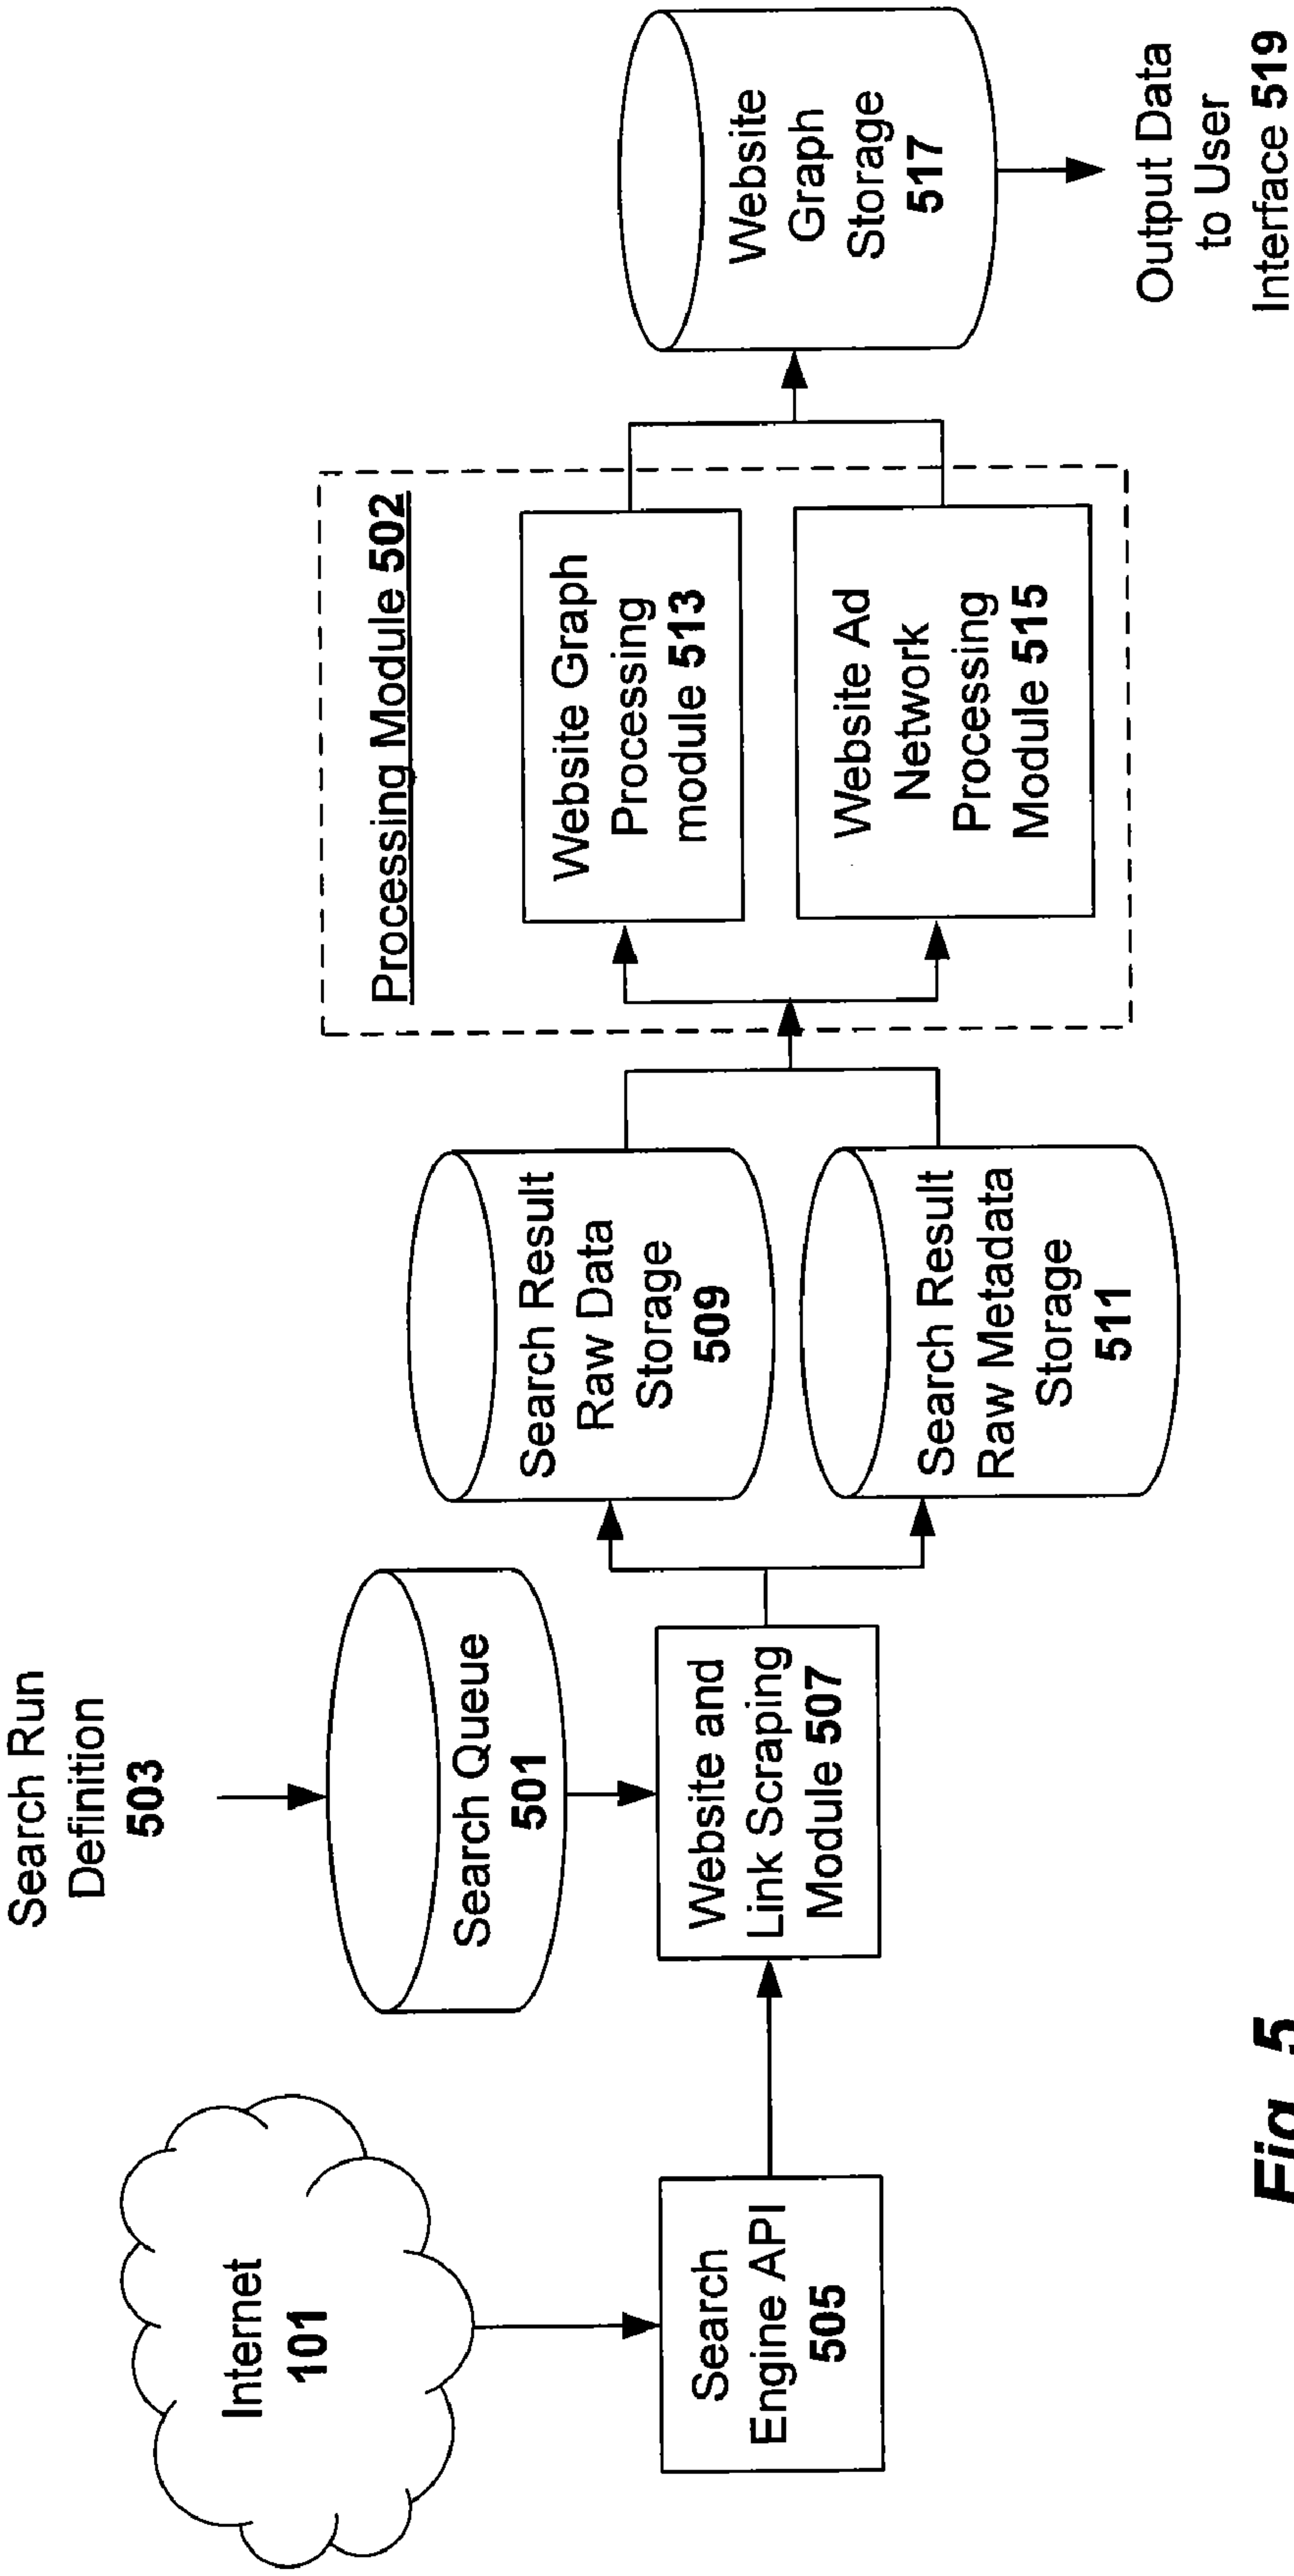 Internet
101
Search
Engine API
505
Search Run
Definition
503
Search Queue
501
Website and
Link Scraping
Module 507
Search Result
Raw Data
Storage
509
Search Result
Raw Metadata
Storage
511
Processing Module 502
Website Graph
Processing
module 513
Website Ad
Network
Processing
Module 515
Website
Graph
Storage
517
Output Data
to User
Interface 519
Fig. 5